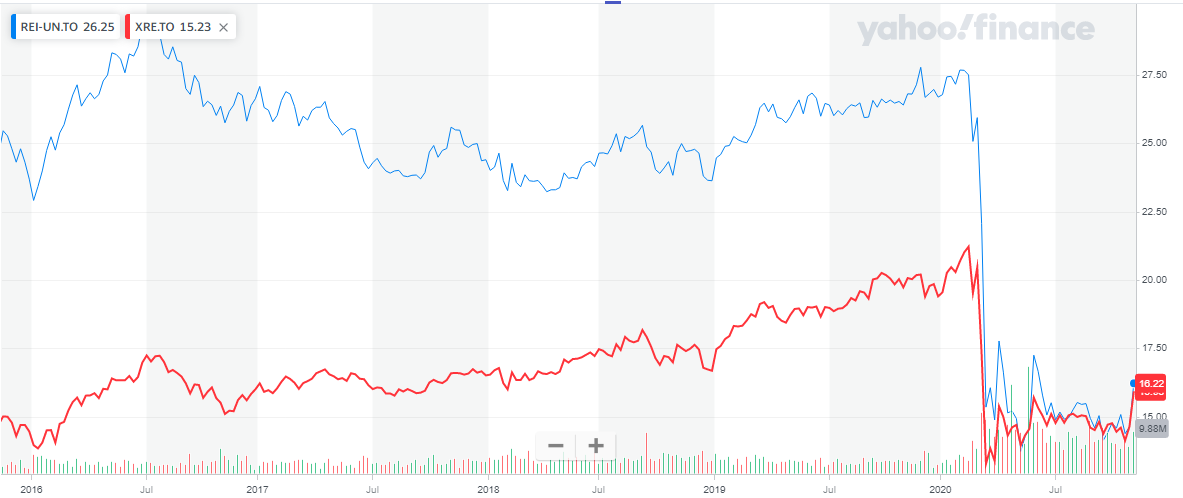 REI-UN.TO 26.25 XRE.TO 15.23 ×
yahoo!finance
27.50
25.00
22.50
20.00
17.50
16.22
15.00
9.88M
− +
2016 Jul 2017 Jul 2018 Jul 2019 Jul 2020 Jul